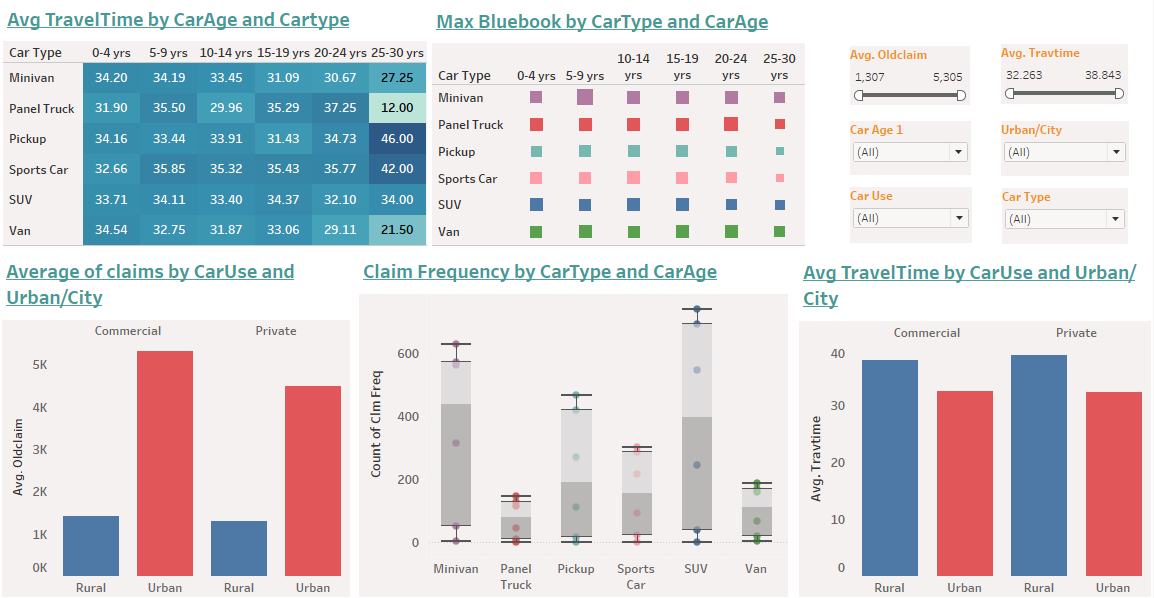 Avg TravelTime by CarAge and Cartype
Car Type 0-4 yrs 5-9 yrs 10-14 yrs 15-19 yrs 20-24 yrs 25-30 yrs
Minivan 34.20 34.19 33.45 31.09 30.67 27.25
Panel Truck 31.90 35.50 29.96 35.29 37.25 12.00
Pickup 34.16 33.44 33.91 31.43 34.73 46.00
Sports Car 32.66 35.85 35.32 35.43 35.77 42.00
SUV 33.71 34.11 33.40 34.37 32.10 34.00
Van 34.54 32.75 31.87 33.06 29.11 21.50
Max Bluebook by CarType and CarAge
10-14 15-19 20-24 25-30
Car Type 0-4 yrs 5-9 yrs yrs yrs yrs yrs
Minivan
Panel Truck
Pickup
Sports Car
SUV
Van
Avg. Oldclaim
1,307 5,305
Avg. Travtime
32.263 38.843
Car Age 1
(All)
Urban/City
(All)
Car Use
(All)
Car Type
(All)
Average of claims by CarUse and
Urban/City
Commercial Private
Avg. Oldclaim
5K
4K
3K
2K
1K
0K
Rural Urban Rural Urban
Claim Frequency by CarType and CarAge
Count of Clm Freq
600
400
200
0
Minivan Panel Pickup Sports SUV Van
Truck Car
Avg TravelTime by CarUse and Urban/
City
Commercial Private
Avg. Travtime
40
30
20
10
0
Rural Urban Rural Urban